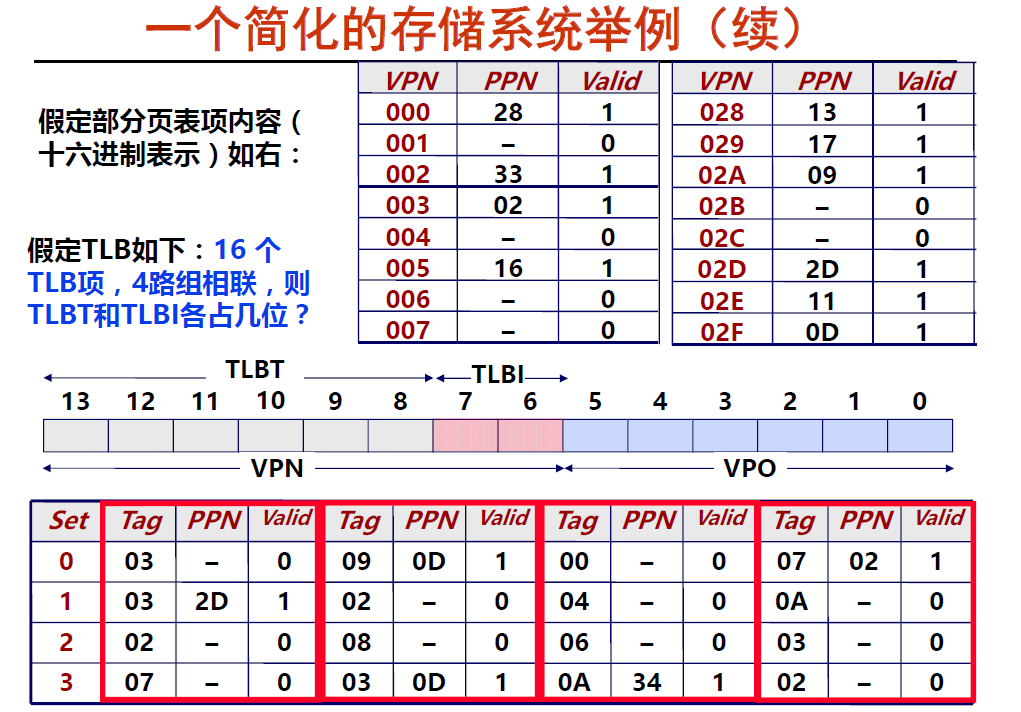 一个简化的存储系统举例（续）
假定部分页表项内容（
十六进制表示）如右：
VPN PPN Valid
000 28 1
001 – 0
002 33 1
003 02 1
004 – 0
005 16 1
006 – 0
007 – 0
VPN PPN Valid
028 13 1
029 17 1
02A 09 1
02B – 0
02C – 0
02D 2D 1
02E 11 1
02F 0D 1
假定TLB如下：16 个
TLB项，4路组相联，则
TLBT和TLBI各占几位？
TLBT TLBI
13 12 11 10 9 8 7 6 5 4 3 2 1 0
VPN VPO
Set Tag PPN Valid Tag PPN Valid Tag PPN Valid Tag PPN Valid
0 03 – 0 09 0D 1 00 – 0 07 02 1
1 03 2D 1 02 – 0 04 – 0 0A – 0
2 02 – 0 08 – 0 06 – 0 03 – 0
3 07 – 0 03 0D 1 0A 34 1 02 – 0